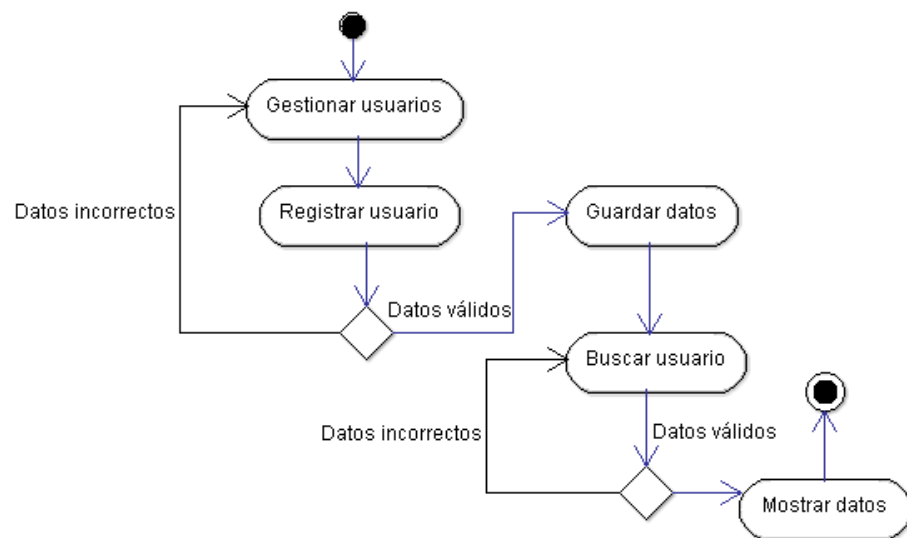 Gestionar usuarios
Datos incorrectos
Registrar usuario
Guardar datos
Datos válidos
Buscar usuario
Datos incorrectos
Datos válidos
Mostrar datos